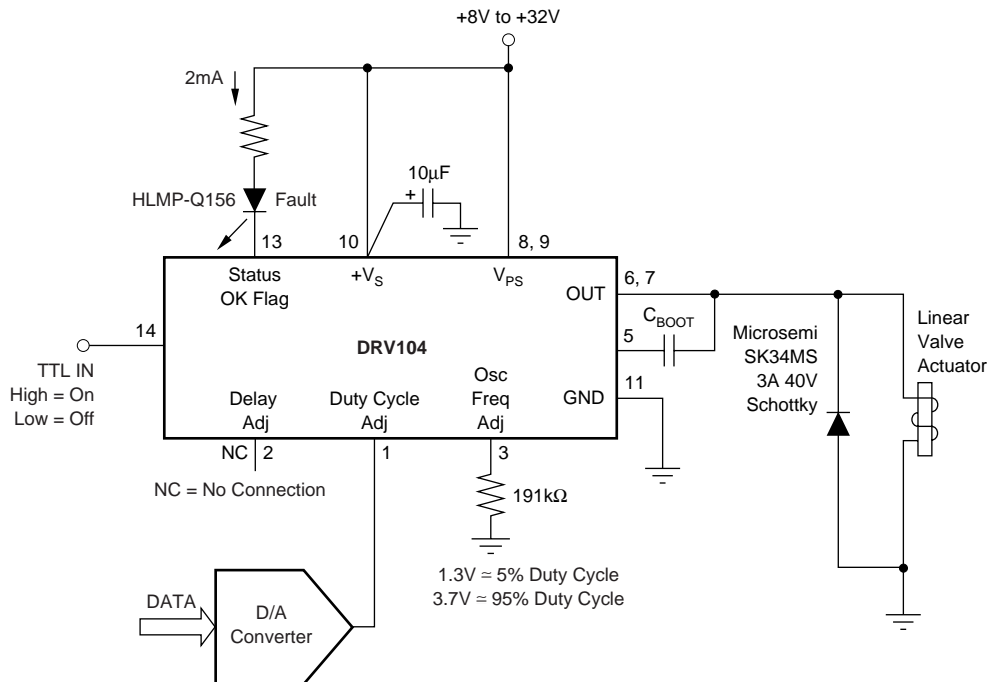 +8V to +32V
2mA
HLMP-Q156
Fault
10μF
+
13
10
8, 9
Status
OK Flag
+VS
VPS
6, 7
OUT
CBOOT
5
14
DRV104
11
GND
TTL IN
High = On
Low = Off
Delay
Adj
Duty Cycle
Adj
Osc
Freq
Adj
Microsemi
SK34MS
3A 40V
Schottky
Linear
Valve
Actuator
NC
2
1
3
NC = No Connection
191kΩ
1.3V ≃ 5% Duty Cycle
3.7V ≃ 95% Duty Cycle
DATA
D/A
Converter